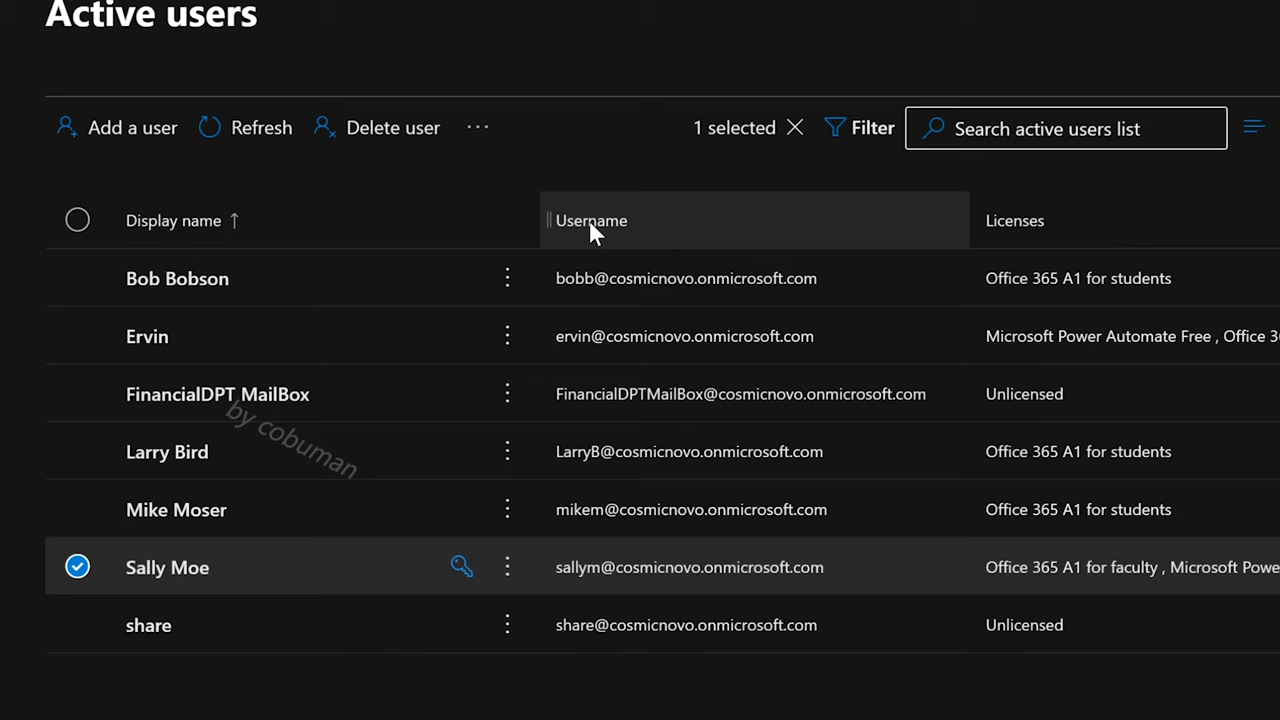 Active users
Add a user Refresh Delete user ··· 1 selected Filter Search active users list
Display name ↑ Username Licenses
Bob Bobson bobb@cosmicnovo.onmicrosoft.com Office 365 A1 for students
Ervin ervin@cosmicnovo.onmicrosoft.com Microsoft Power Automate Free , Office 3
FinancialDPT MailBox FinancialDPTMailBox@cosmicnovo.onmicrosoft.com Unlicensed
by cobuman
Larry Bird LarryB@cosmicnovo.onmicrosoft.com Office 365 A1 for students
Mike Moser mikem@cosmicnovo.onmicrosoft.com Office 365 A1 for students
Sally Moe sallym@cosmicnovo.onmicrosoft.com Office 365 A1 for faculty , Microsoft Powe
share share@cosmicnovo.onmicrosoft.com Unlicensed